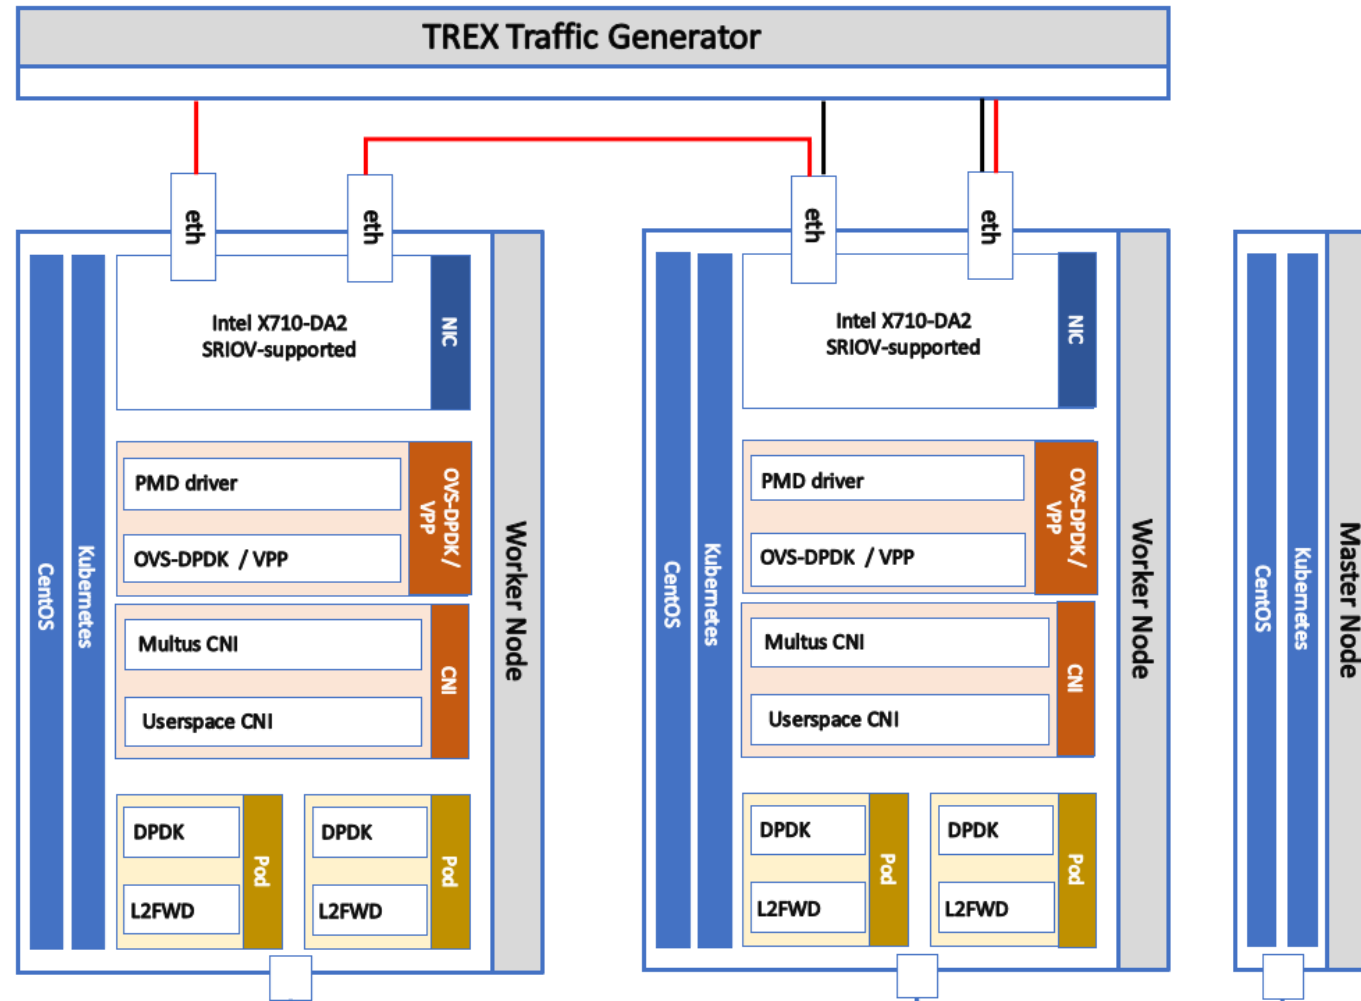 TREX Traffic Generator
eth
eth
eth
eth
CentOS
Kubernetes
Intel X710-DA2
SRIOV-supported
NIC
PMD driver
OVS-DPDK / VPP
OVS-DPDK /
VPP
Multus CNI
Userspace CNI
CNI
DPDK
L2FWD
Pod
DPDK
L2FWD
Pod
Worker Node
CentOS
Kubernetes
Intel X710-DA2
SRIOV-supported
NIC
PMD driver
OVS-DPDK / VPP
OVS-DPDK /
VPP
Multus CNI
Userspace CNI
CNI
DPDK
L2FWD
Pod
DPDK
L2FWD
Pod
Worker Node
CentOS
Kubernetes
Master Node